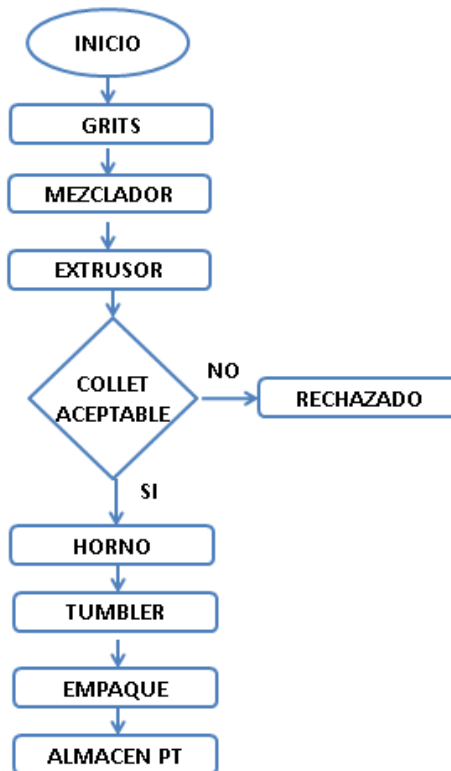 INICIO
GRITS
MEZCLADOR
EXTRUSOR
COLLET
ACEPTABLE
NO
RECHAZADO
SI
HORNO
TUMBLER
EMPAQUE
ALMACEN PT